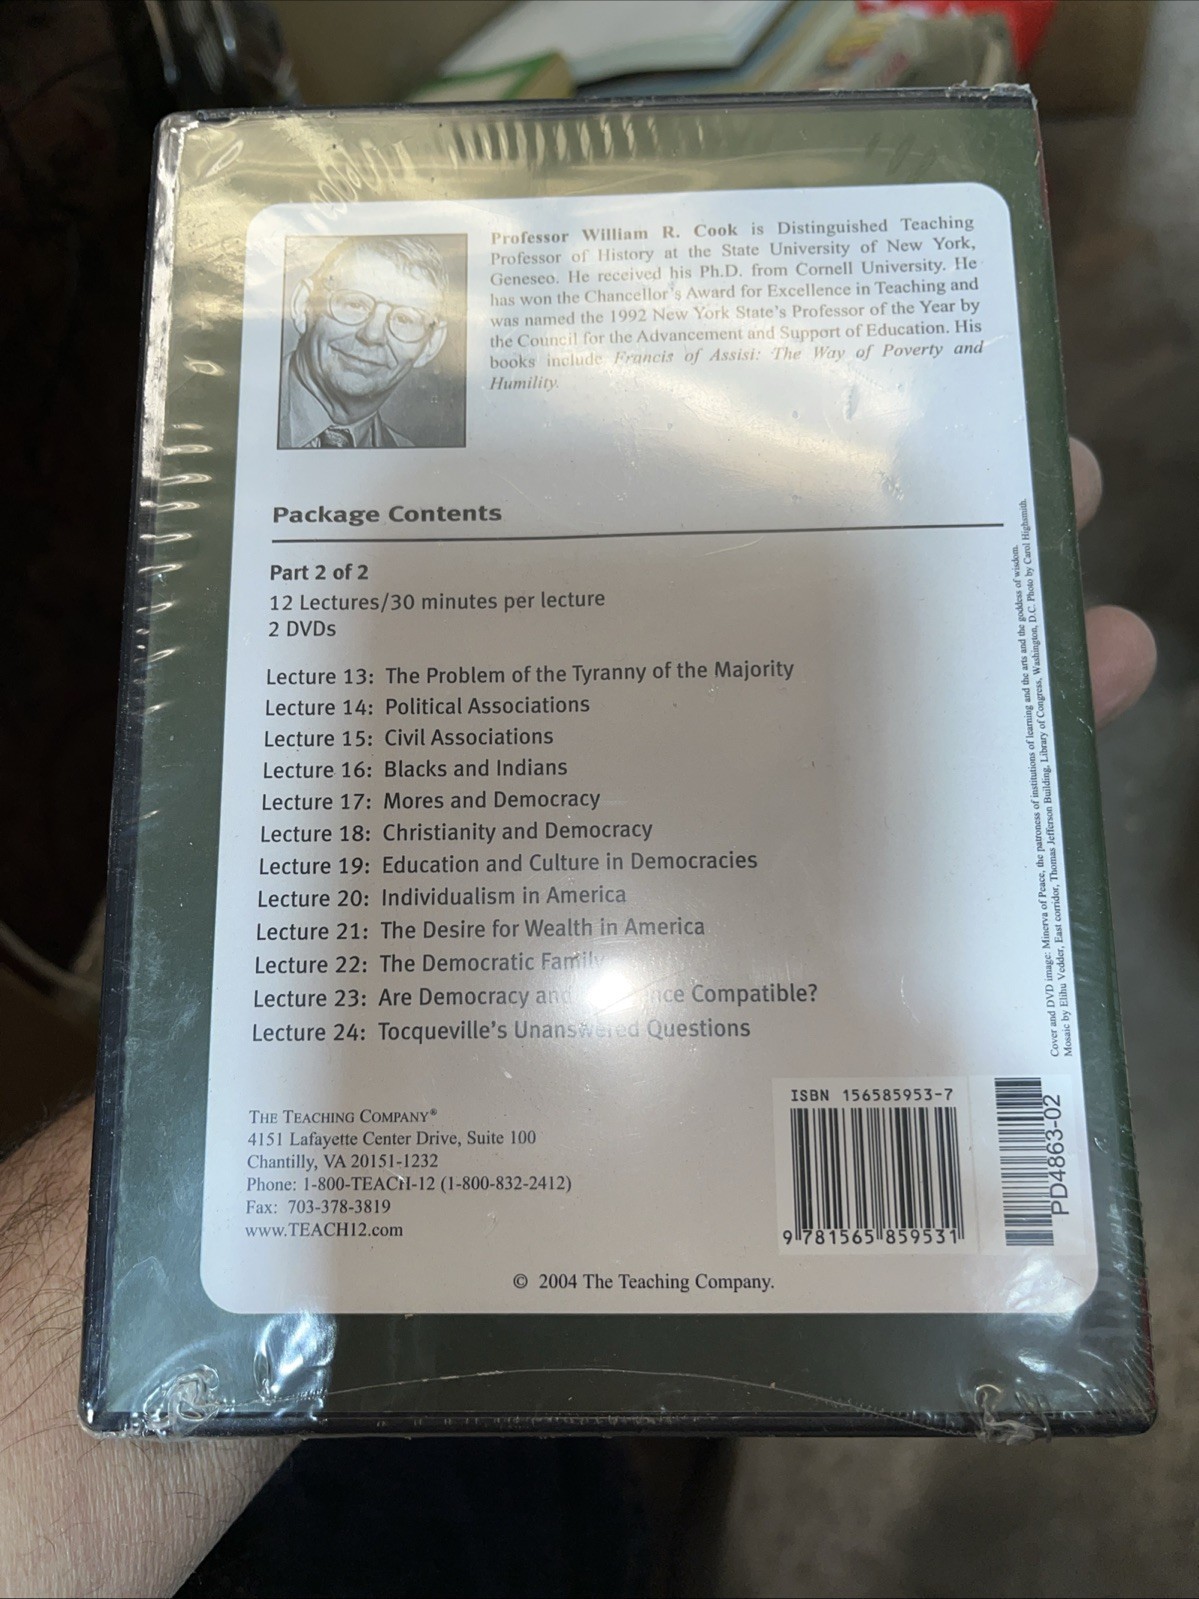 Professor William R. Cook is Distinguished Teaching
Professor of History at the State University of New York,
Geneseo. He received his Ph.D. from Cornell University. He
has won the Chancellor's Award for Excellence in Teaching and
was named the 1992 New York State's Professor of the Year by
the Council for the Advancement and Support of Education. His
books include Francis of Assisi: The Way of Poverty and
Humility.
Package Contents
Part 2 of 2
12 Lectures/30 minutes per lecture
2 DVDs
Lecture 13: The Problem of the Tyranny of the Majority
Lecture 14: Political Associations
Lecture 15: Civil Associations
Lecture 16: Blacks and Indians
Lecture 17: Mores and Democracy
Lecture 18: Christianity and Democracy
Lecture 19: Education and Culture in Democracies
Lecture 20: Individualism in America
Lecture 21: The Desire for Wealth in America
Lecture 22: The Democratic Family
Lecture 23: Are Democracy and Compatible?
Lecture 24: Tocqueville's Unanswered Questions
Cover and DVD image: Minerva of Peace, the patroness of institutions of learning and the arts and the goddess of wisdom.
Mosaic by Elihu Vedder, East corridor, Thomas Jefferson Building, Library of Congress, Washington, D.C. Photo by Carol Highsmith.
THE TEACHING COMPANY®
4151 Lafayette Center Drive, Suite 100
Chantilly, VA 20151-1232
Phone: 1-800-TEACH-12 (1-800-832-2412)
Fax: 703-378-3819
www.TEACH12.com
ISBN 156585953-7
9 781565 859531
PD4863-02
© 2004 The Teaching Company.